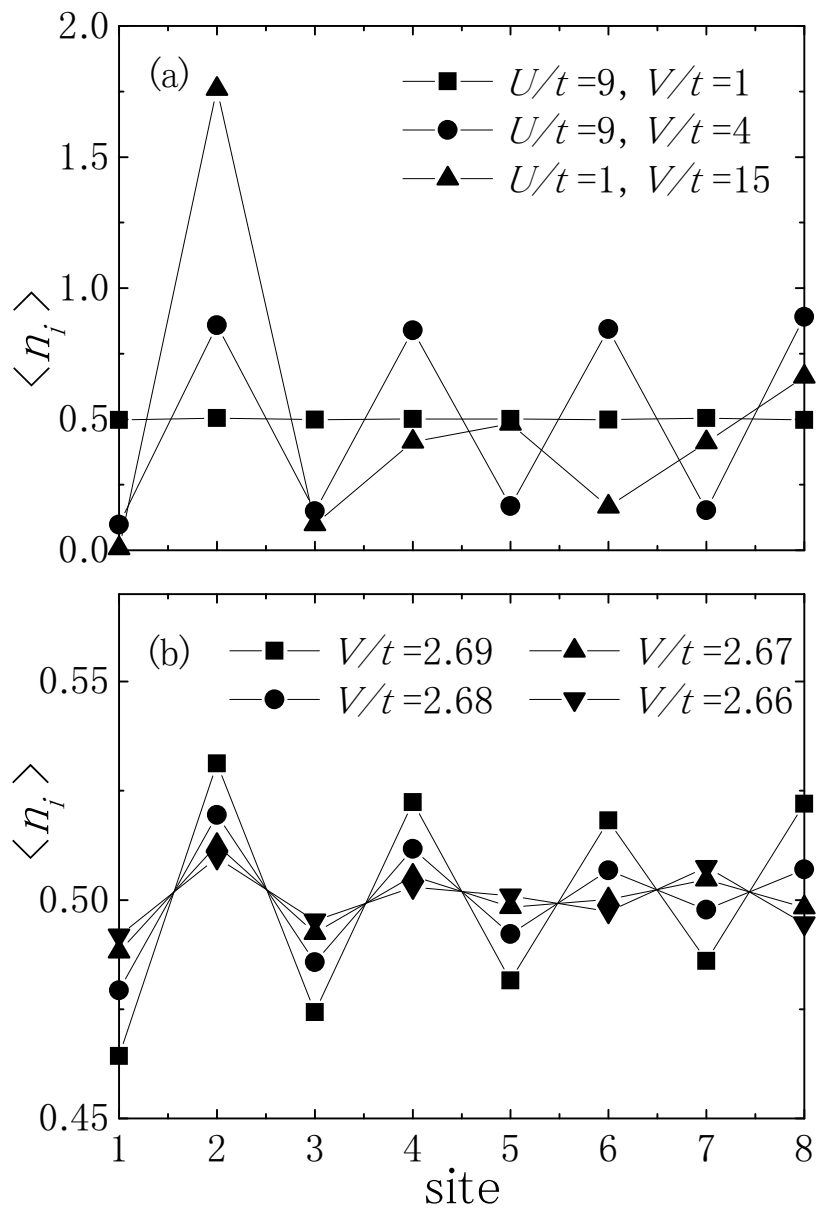 2.0
(a)
U/t=9, V/t=1
U/t=9, V/t=4
U/t=1, V/t=15
1.5
1.0
0.5
0.0
<n_i>
(b)
V/t=2.69
V/t=2.67
V/t=2.68
V/t=2.66
0.55
0.50
0.45
<n_i>
1 2 3 4 5 6 7 8
site